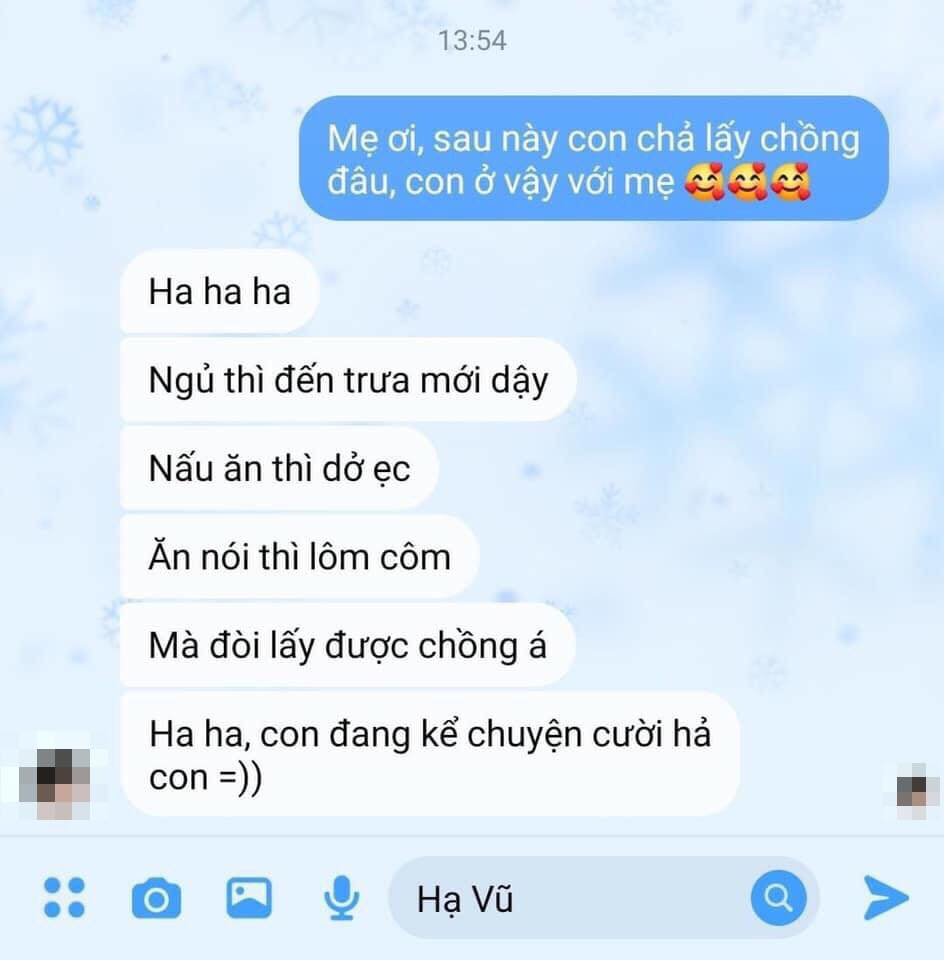 13:54
Mẹ ơi, sau này con chả lấy chồng
đâu, con ở vậy với mẹ 🥰🥰🥰
Ha ha ha
Ngủ thì đến trưa mới dậy
Nấu ăn thì dở ẹc
Ăn nói thì lôm côm
Mà đòi lấy được chồng á
Ha ha, con đang kể chuyện cười hả
con =))
Hạ Vũ